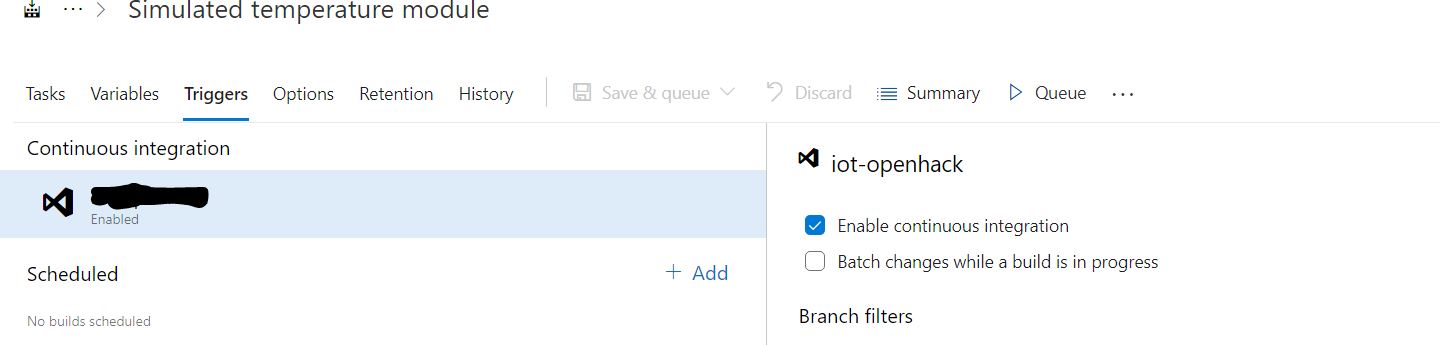 ... > Simulated temperature module
Tasks Variables Triggers Options Retention History Save & queue Discard Summary Queue ...
Continuous integration
Enabled
Scheduled + Add
No builds scheduled
iot-openhack
Enable continuous integration
Batch changes while a build is in progress
Branch filters